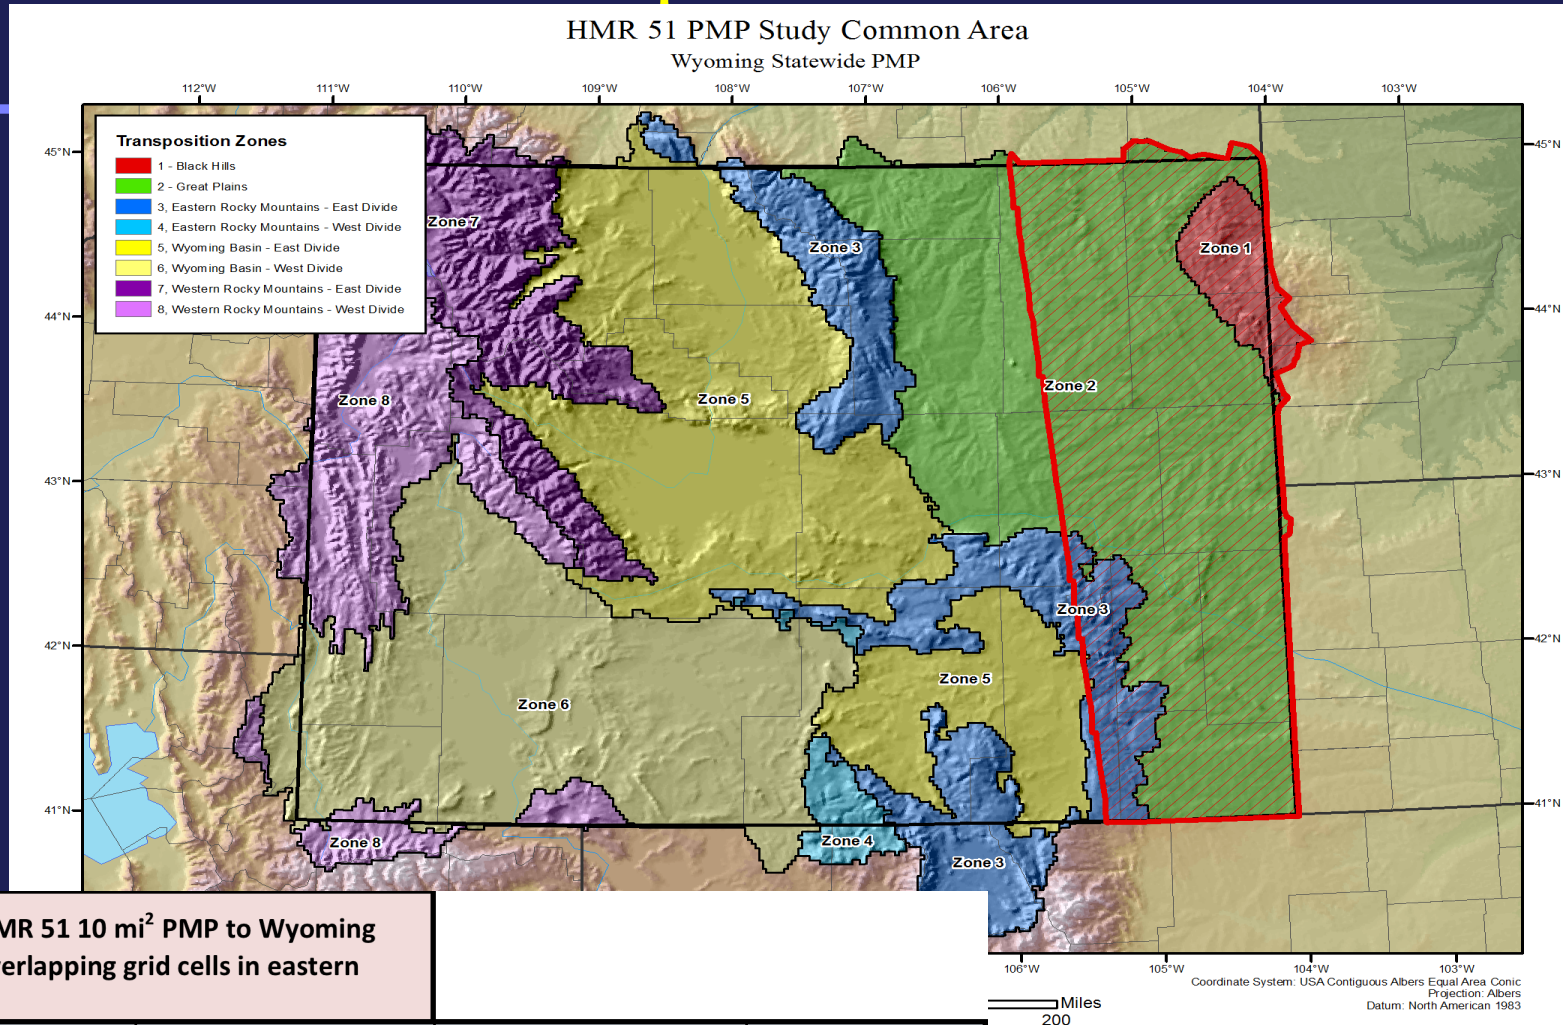 HMR 51 PMP Study Common Area
Wyoming Statewide PMP
112°W 111°W 110°W 109°W 108°W 107°W 106°W 105°W 104°W 103°W
Transposition Zones
1 - Black Hills
2 - Great Plains
3, Eastern Rocky Mountains - East Divide
4, Eastern Rocky Mountains - West Divide
5, Wyoming Basin - East Divide
6, Wyoming Basin - West Divide
7, Western Rocky Mountains - East Divide
8, Western Rocky Mountains - West Divide
45°N
45°N
Zone 7
Zone 3
Zone 1
44°N
44°N
Zone 2
Zone 5
Zone 8
43°N
43°N
Zone 3
42°N
42°N
Zone 5
Zone 6
41°N
41°N
Zone 8
Zone 4
Zone 3
MR 51 10 mi² PMP to Wyoming
verlapping grid cells in eastern
106°W 105°W 104°W 103°W
Coordinate System: USA Contiguous Albers Equal Area Conic
Projection: Albers
Datum: North American 1983
Miles
200